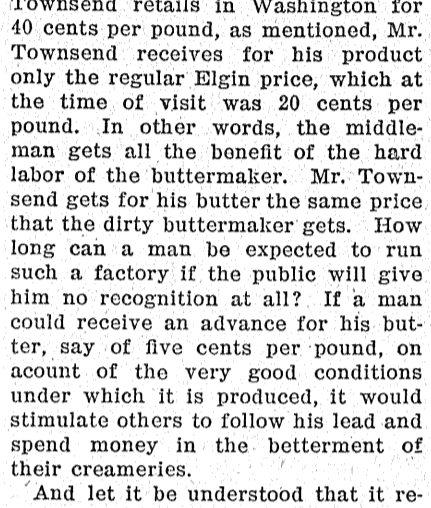 Townsend retails in Washington for
40 cents per pound, as mentioned, Mr.
Townsend receives for his product
only the regular Elgin price, which at
the time of visit was 20 cents per
pound. In other words, the middle-
man gets all the benefit of the hard
labor of the buttermaker. Mr. Town-
send gets for his butter the same price
that the dirty buttermaker gets. How
long can a man be expected to run
such a factory if the public will give
him no recognition at all? If a man
could receive an advance for his but-
ter, say of five cents per pound, on
acount of the very good conditions
under which it is produced, it would
stimulate others to follow his lead and
spend money in the betterment of
their creameries.
And let it be understood that it re-